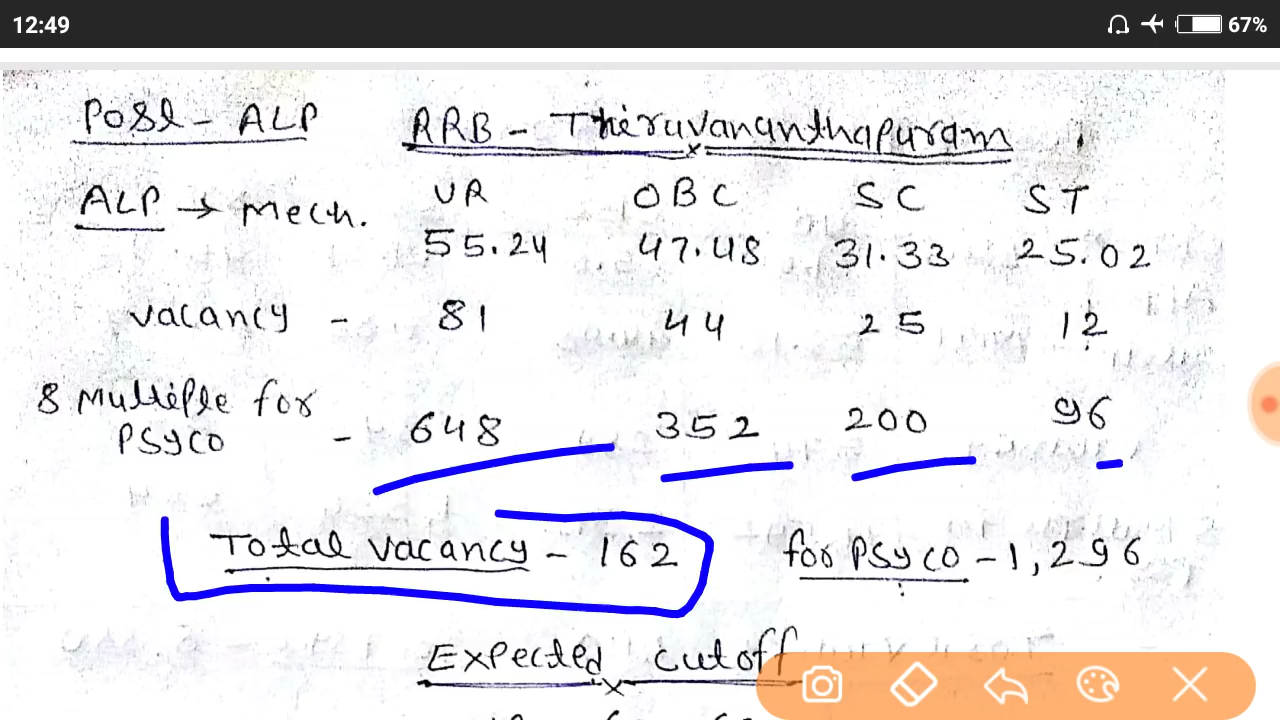 12:49 67%
Post - ALP RRB - Thiruvananthapuram
ALP → Mech. UR OBC SC ST
55.24 47.48 31.33 25.02
vacancy - 81 44 25 12
8 Multiple for
PSYCO - 648 352 200 96
Total vacancy - 162 for PSYCO - 1,296
Expected cutoff